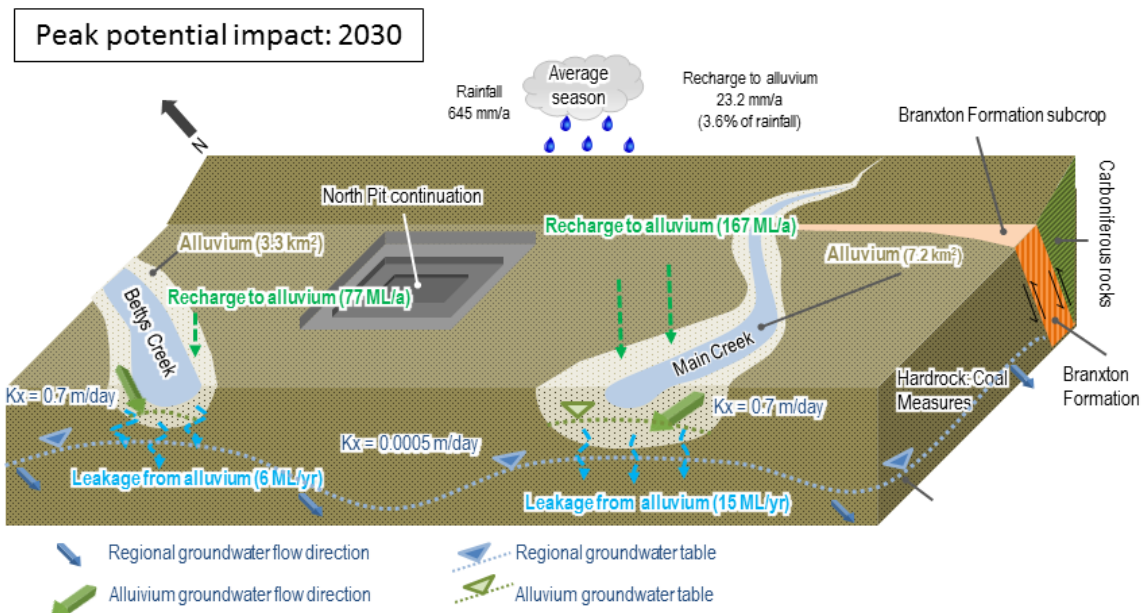 Peak potential impact: 2030
Rainfall
645 mm/a
Average
season
Recharge to alluvium
23.2 mm/a
(3.6% of rainfall)
N
Branxton Formation subcrop
Carboniferous rocks
North Pit continuation
Recharge to alluvium (167 ML/a)
Alluvium (3.3 km²)
Alluvium (7.2 km²)
Recharge to alluvium (77 ML/a)
Bettys Creek
Main Creek
Hardrock: Coal
Measures
Branxton
Formation
Kx = 0.7 m/day
Kx = 0.7 m/day
Kx = 0.0005 m/day
Leakage from alluvium (6 ML/yr)
Leakage from alluvium (15 ML/yr)
Regional groundwater flow direction
Regional groundwater table
Alluivium groundwater flow direction
Alluvium groundwater table